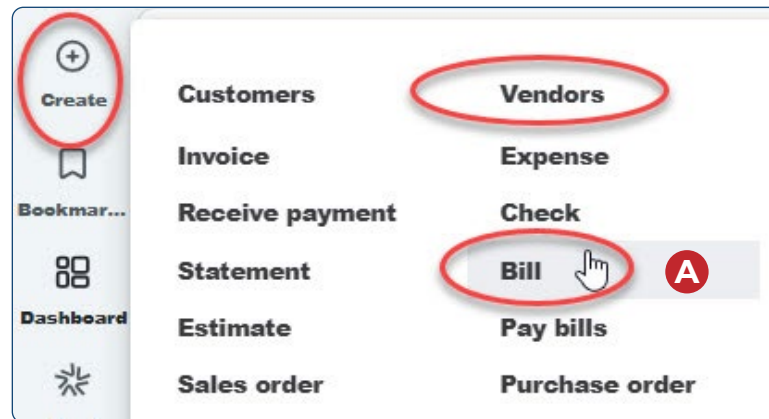 Create
Customers
Vendors
Invoice
Expense
Bookmar...
Receive payment
Check
Statement
Bill
A
Dashboard
Estimate
Pay bills
Sales order
Purchase order